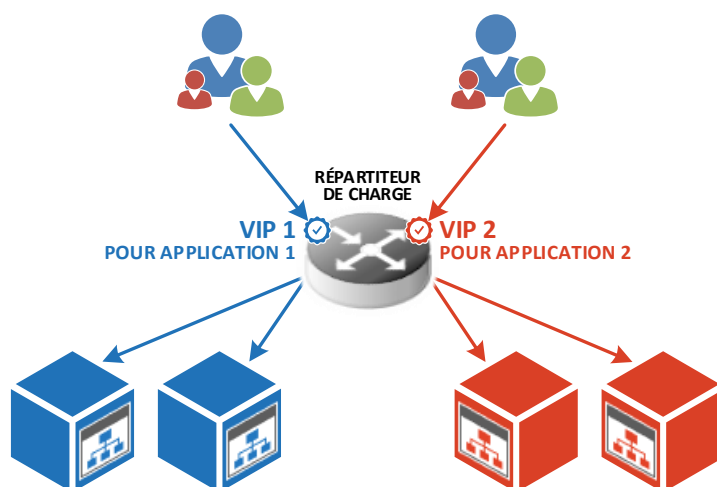 RÉPARTITEUR
DE CHARGE
VIP 1
POUR APPLICATION 1
VIP 2
POUR APPLICATION 2